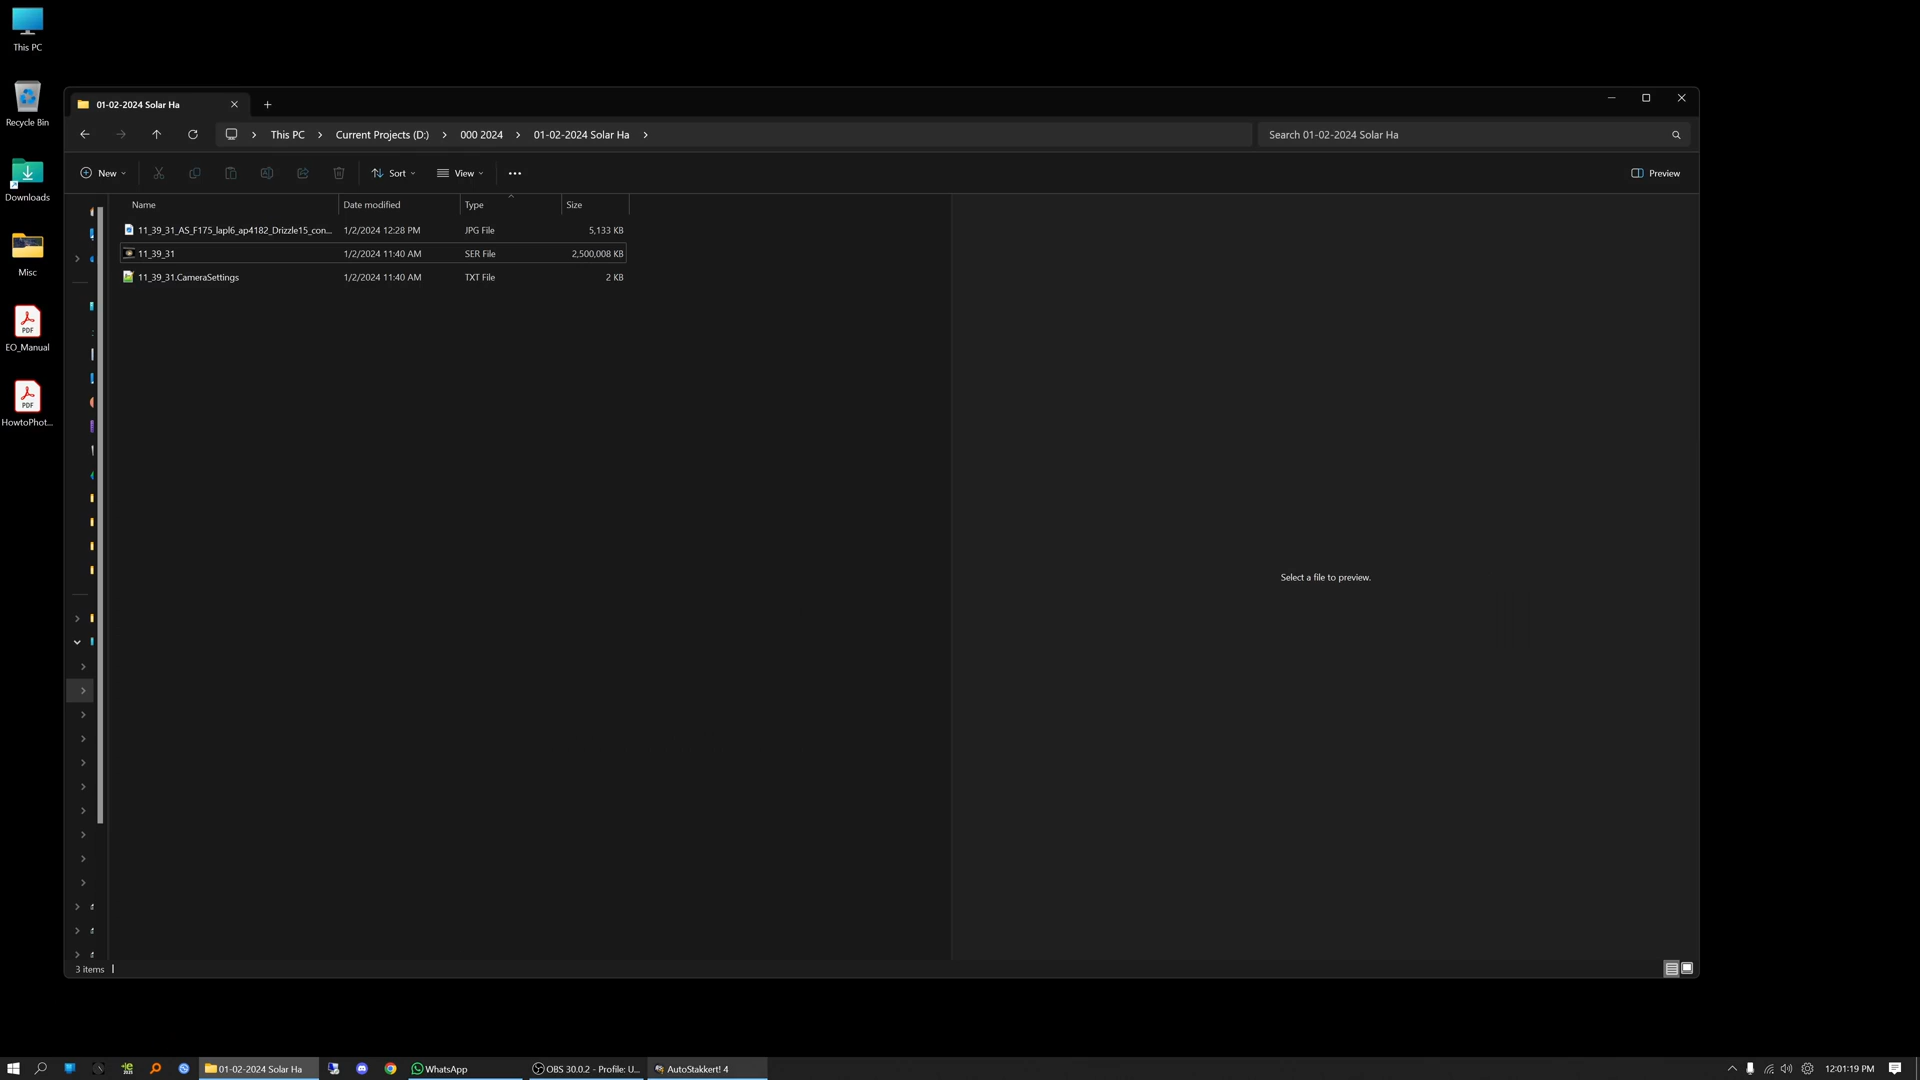 This PC
Recycle Bin
Downloads
Misc
PDF
EO_Manual
PDF
HowtoPhot...
01-02-2024 Solar Ha
This PC > Current Projects (D:) > 000 2024 > 01-02-2024 Solar Ha >
Search 01-02-2024 Solar Ha
New Sort View ... Preview
Name Date modified Type Size
11_39_31_AS_F175_lapl6_ap4182_Drizzle15_con... 1/2/2024 12:28 PM JPG File 5,133 KB
11_39_31 1/2/2024 11:40 AM SER File 2,500,008 KB
11_39_31.CameraSettings 1/2/2024 11:40 AM TXT File 2 KB
Select a file to preview.
3 items
01-02-2024 Solar Ha WhatsApp OBS 30.0.2 - Profile: U... AutoStakkert! 4 12:01:19 PM